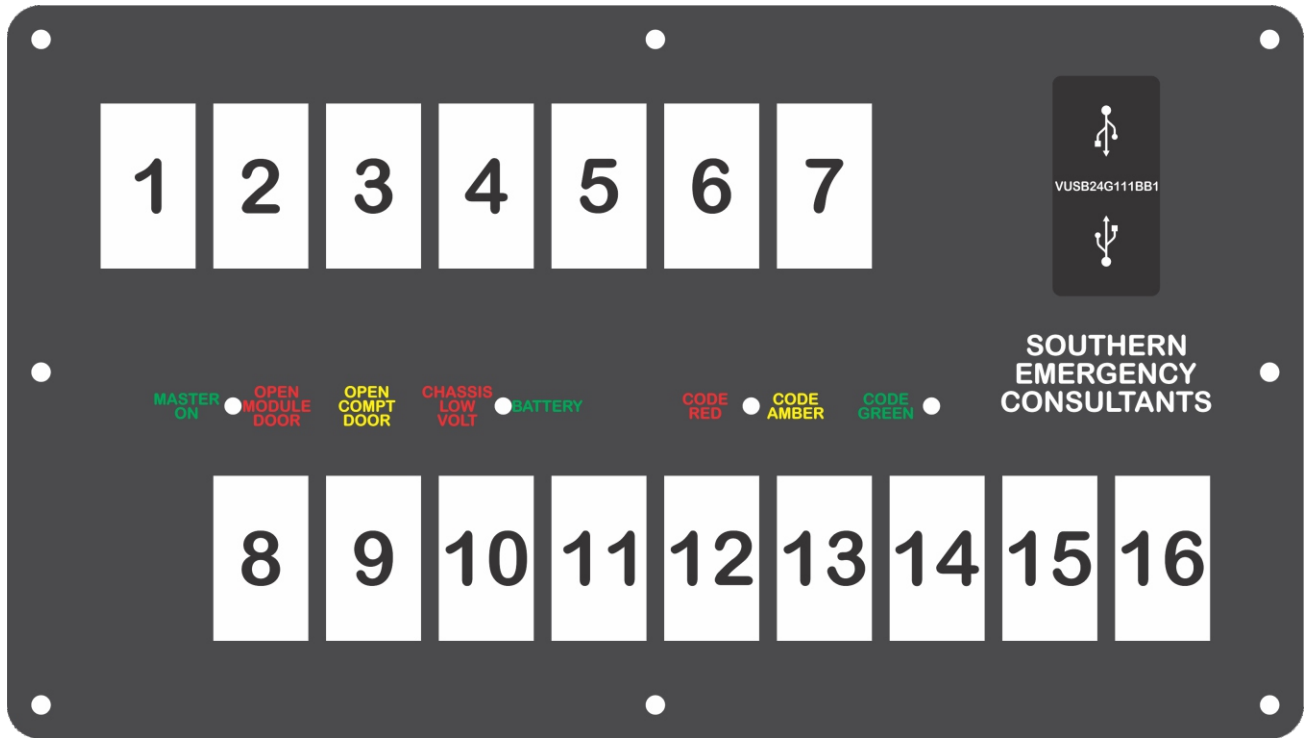 1 2 3 4 5 6 7
VUSB24G111BB1
SOUTHERN
EMERGENCY
CONSULTANTS
MASTER
ON
OPEN
MODULE
DOOR
OPEN
COMPT
DOOR
CHASSIS
LOW
VOLT
BATTERY
CODE
RED
CODE
AMBER
CODE
GREEN
8 9 10 11 12 13 14 15 16